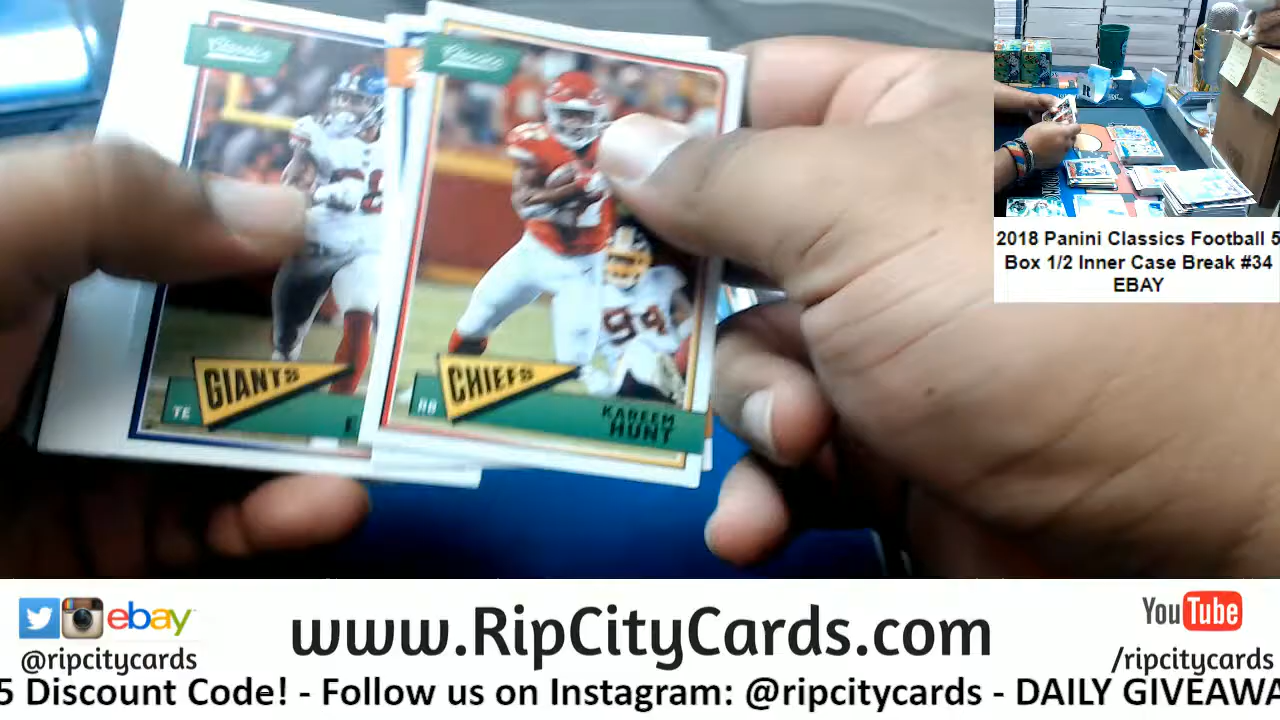 Classics
GIANTS
TE
Classics
94
CHIEFS
RB
KAREEM
HUNT
2018 Panini Classics Football 5
Box 1/2 Inner Case Break #34
EBAY
ebay
@ripcitycards
www.RipCityCards.com
YouTube
/ripcitycards
5 Discount Code! - Follow us on Instagram: @ripcitycards - DAILY GIVEAWA